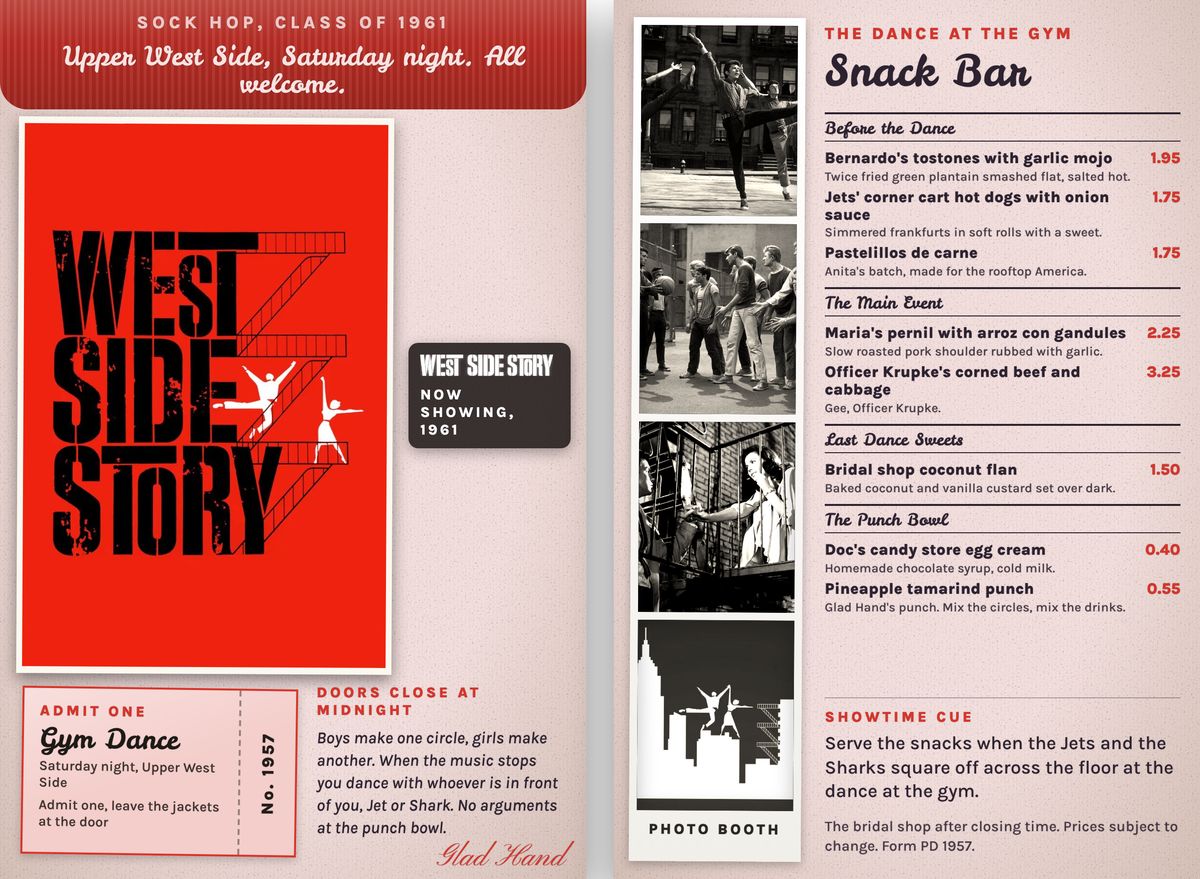 SOCK HOP, CLASS OF 1961
Upper West Side, Saturday night. All
welcome.
WEST
SIDE
STORY
WEST SIDE STORY
NOW
SHOWING,
1961
ADMIT ONE
Gym Dance
Saturday night, Upper West
Side
Admit one, leave the jackets
at the door
No. 1957
DOORS CLOSE AT
MIDNIGHT
Boys make one circle, girls make
another. When the music stops
you dance with whoever is in front
of you, Jet or Shark. No arguments
at the punch bowl.
Glad Hand
PHOTO BOOTH
THE DANCE AT THE GYM
Snack Bar
Before the Dance
Bernardo's tostones with garlic mojo 1.95
Twice fried green plantain smashed flat, salted hot.
Jets' corner cart hot dogs with onion 1.75
sauce
Simmered frankfurts in soft rolls with a sweet.
Pastelillos de carne 1.75
Anita's batch, made for the rooftop America.
The Main Event
Maria's pernil with arroz con gandules 2.25
Slow roasted pork shoulder rubbed with garlic.
Officer Krupke's corned beef and 3.25
cabbage
Gee, Officer Krupke.
Last Dance Sweets
Bridal shop coconut flan 1.50
Baked coconut and vanilla custard set over dark.
The Punch Bowl
Doc's candy store egg cream 0.40
Homemade chocolate syrup, cold milk.
Pineapple tamarind punch 0.55
Glad Hand's punch. Mix the circles, mix the drinks.
SHOWTIME CUE
Serve the snacks when the Jets and the
Sharks square off across the floor at the
dance at the gym.
The bridal shop after closing time. Prices subject to
change. Form PD 1957.